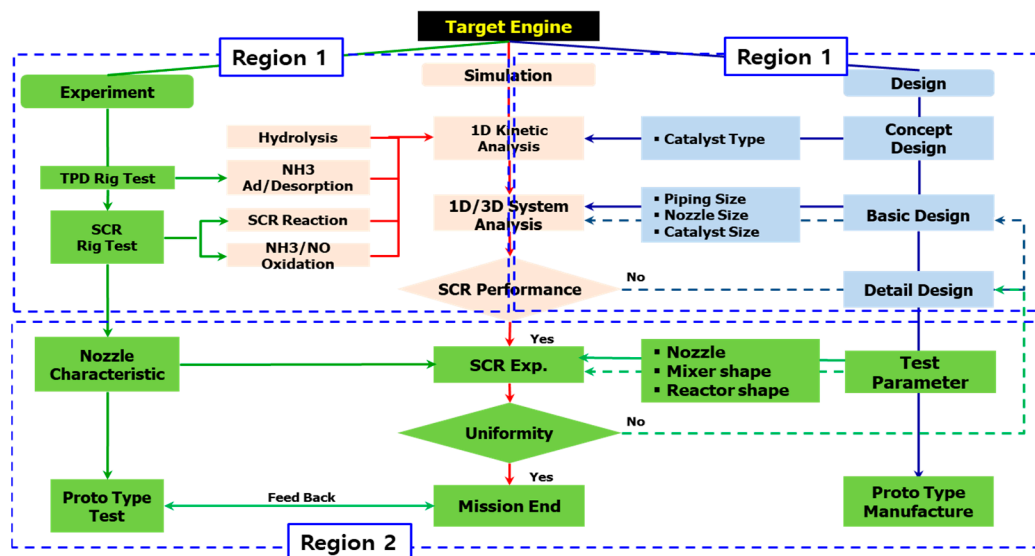 Target Engine
Region 1
Region 1
Simulation
Experiment
Design
Hydrolysis
1D Kinetic
Analysis
▪ Catalyst Type
Concept
Design
TPD Rig Test
NH3
Ad/Desorption
SCR
Rig Test
SCR Reaction
NH3/NO
Oxidation
1D/3D System
Analysis
▪ Piping Size
▪ Nozzle Size
▪ Catalyst Size
Basic Design
SCR Performance
No
Detail Design
Yes
Nozzle
Characteristic
SCR Exp.
▪ Nozzle
▪ Mixer shape
▪ Reactor shape
Test
Parameter
Uniformity
No
Yes
Proto Type
Test
Feed Back
Mission End
Proto Type
Manufacture
Region 2